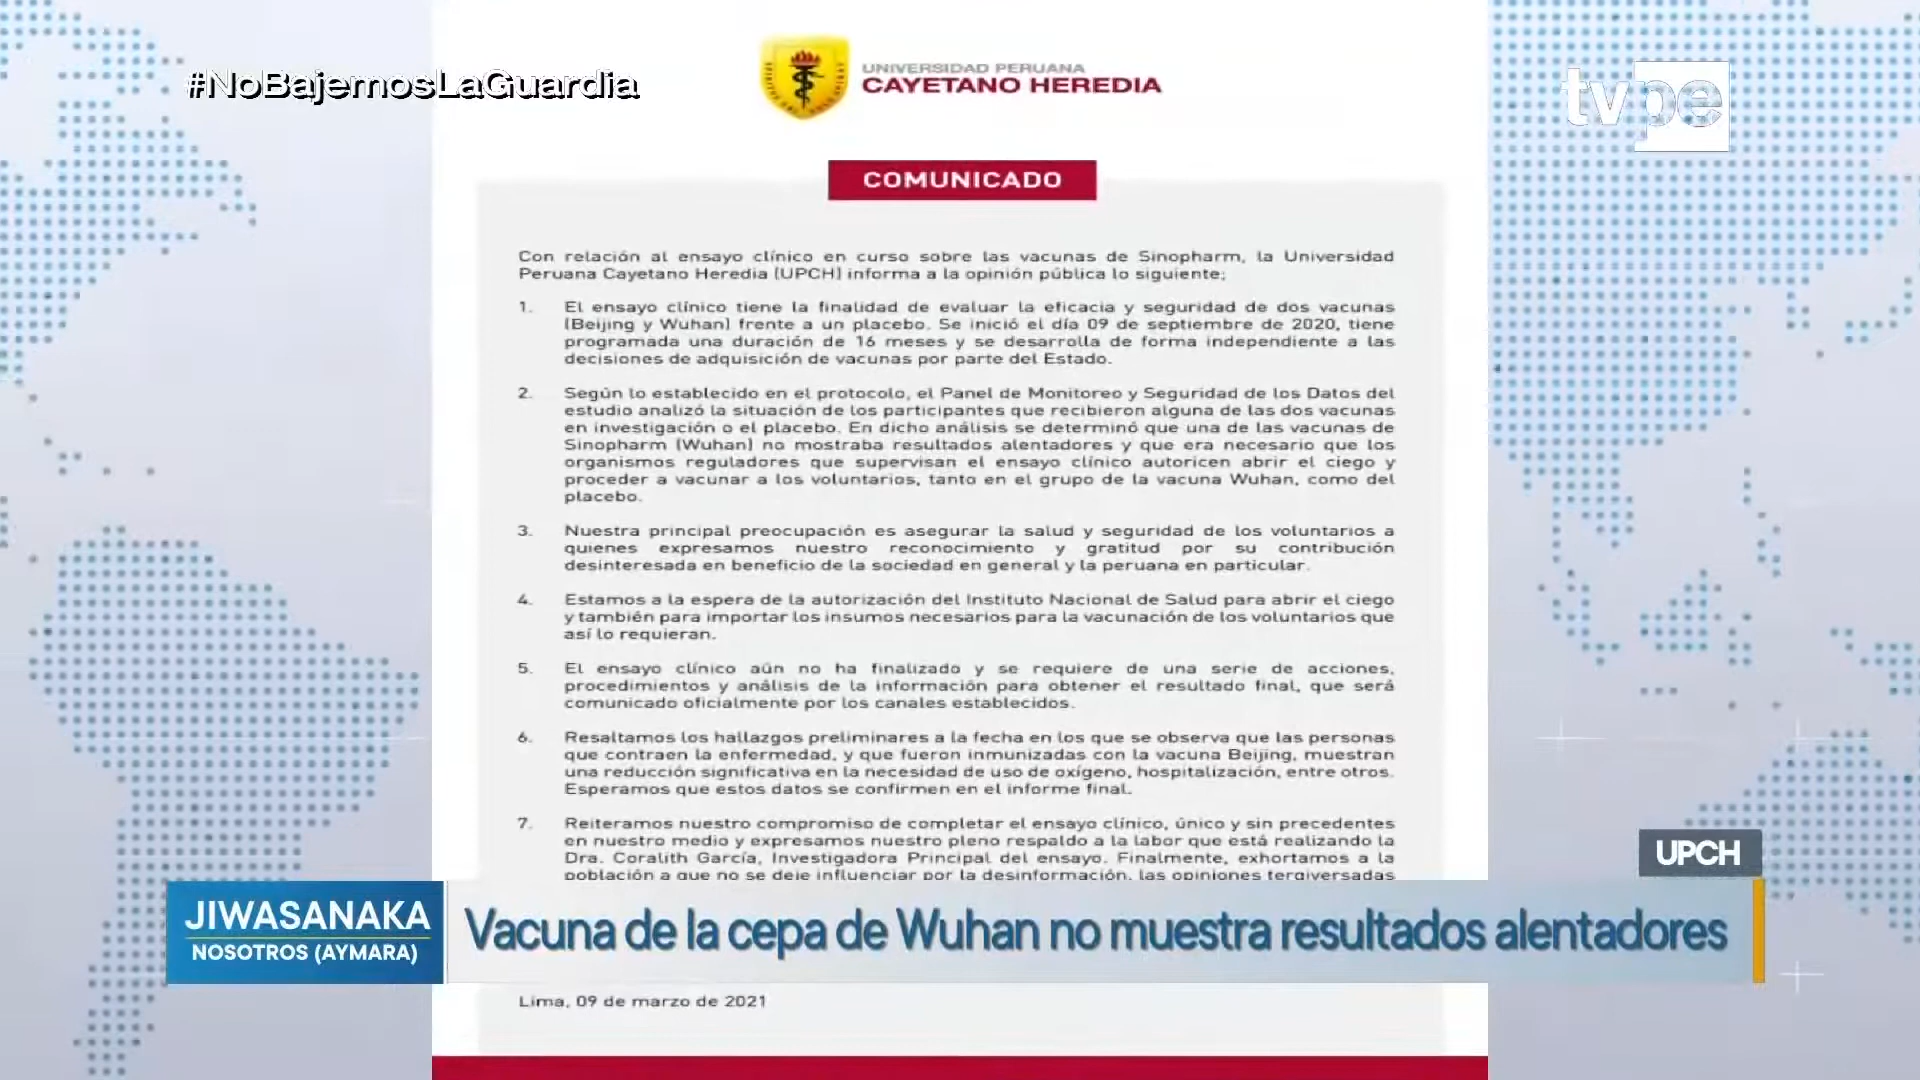 #NoBajemosLaGuardia
UNIVERSIDAD PERUANA
CAYETANO HEREDIA
tvpe
COMUNICADO
Con relación al ensayo clínico en curso sobre las vacunas de Sinopharm, la Universidad
Peruana Cayetano Heredia (UPCH) informa a la opinión pública lo siguiente;
1. El ensayo clínico tiene la finalidad de evaluar la eficacia y seguridad de dos vacunas
(Beijing y Wuhan) frente a un placebo. Se inició el día 09 de septiembre de 2020, tiene
programada una duración de 16 meses y se desarrolla de forma independiente a las
decisiones de adquisición de vacunas por parte del Estado.
2. Según lo establecido en el protocolo, el Panel de Monitoreo y Seguridad de los Datos del
estudio analizó la situación de los participantes que recibieron alguna de las dos vacunas
en investigación o el placebo. En dicho análisis se determinó que una de las vacunas de
Sinopharm (Wuhan) no mostraba resultados alentadores y que era necesario que los
organismos reguladores que supervisan el ensayo clínico autoricen abrir el ciego y
proceder a vacunar a los voluntarios, tanto en el grupo de la vacuna Wuhan, como del
placebo.
3. Nuestra principal preocupación es asegurar la salud y seguridad de los voluntarios a
quienes expresamos nuestro reconocimiento y gratitud por su contribución
desinteresada en beneficio de la sociedad en general y la peruana en particular.
4. Estamos a la espera de la autorización del Instituto Nacional de Salud para abrir el ciego
y también para importar los insumos necesarios para la vacunación de los voluntarios que
así lo requieran.
5. El ensayo clínico aún no ha finalizado y se requiere de una serie de acciones,
procedimientos y análisis de la información para obtener el resultado final, que será
comunicado oficialmente por los canales establecidos.
6. Resaltamos los hallazgos preliminares a la fecha en los que se observa que las personas
que contraen la enfermedad, y que fueron inmunizadas con la vacuna Beijing, muestran
una reducción significativa en la necesidad de uso de oxígeno, hospitalización, entre otros.
Esperamos que estos datos se confirmen en el informe final.
7. Reiteramos nuestro compromiso de completar el ensayo clínico, único y sin precedentes
en nuestro medio y expresamos nuestro pleno respaldo a la labor que está realizando la
Dra. Coralith García, Investigadora Principal del ensayo. Finalmente, exhortamos a la
población a que no se deje influenciar por la desinformación, las opiniones tergiversadas
UPCH
JIWASANAKA
NOSOTROS (AYMARA)
Vacuna de la cepa de Wuhan no muestra resultados alentadores
Lima, 09 de marzo de 2021